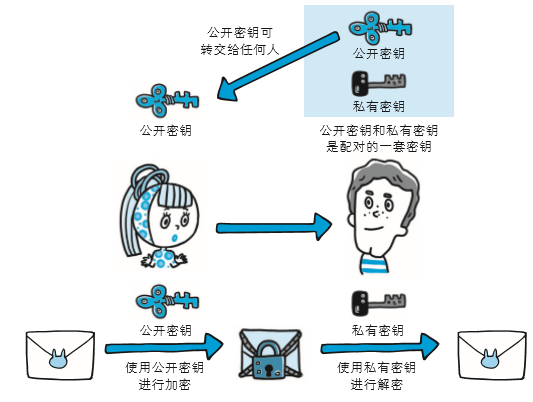 公开密钥可
转交给任何人
公开密钥
私有密钥
公开密钥
公开密钥和私有密钥
是配对的一套密钥
公开密钥
私有密钥
使用公开密钥
进行加密
使用私有密钥
进行解密